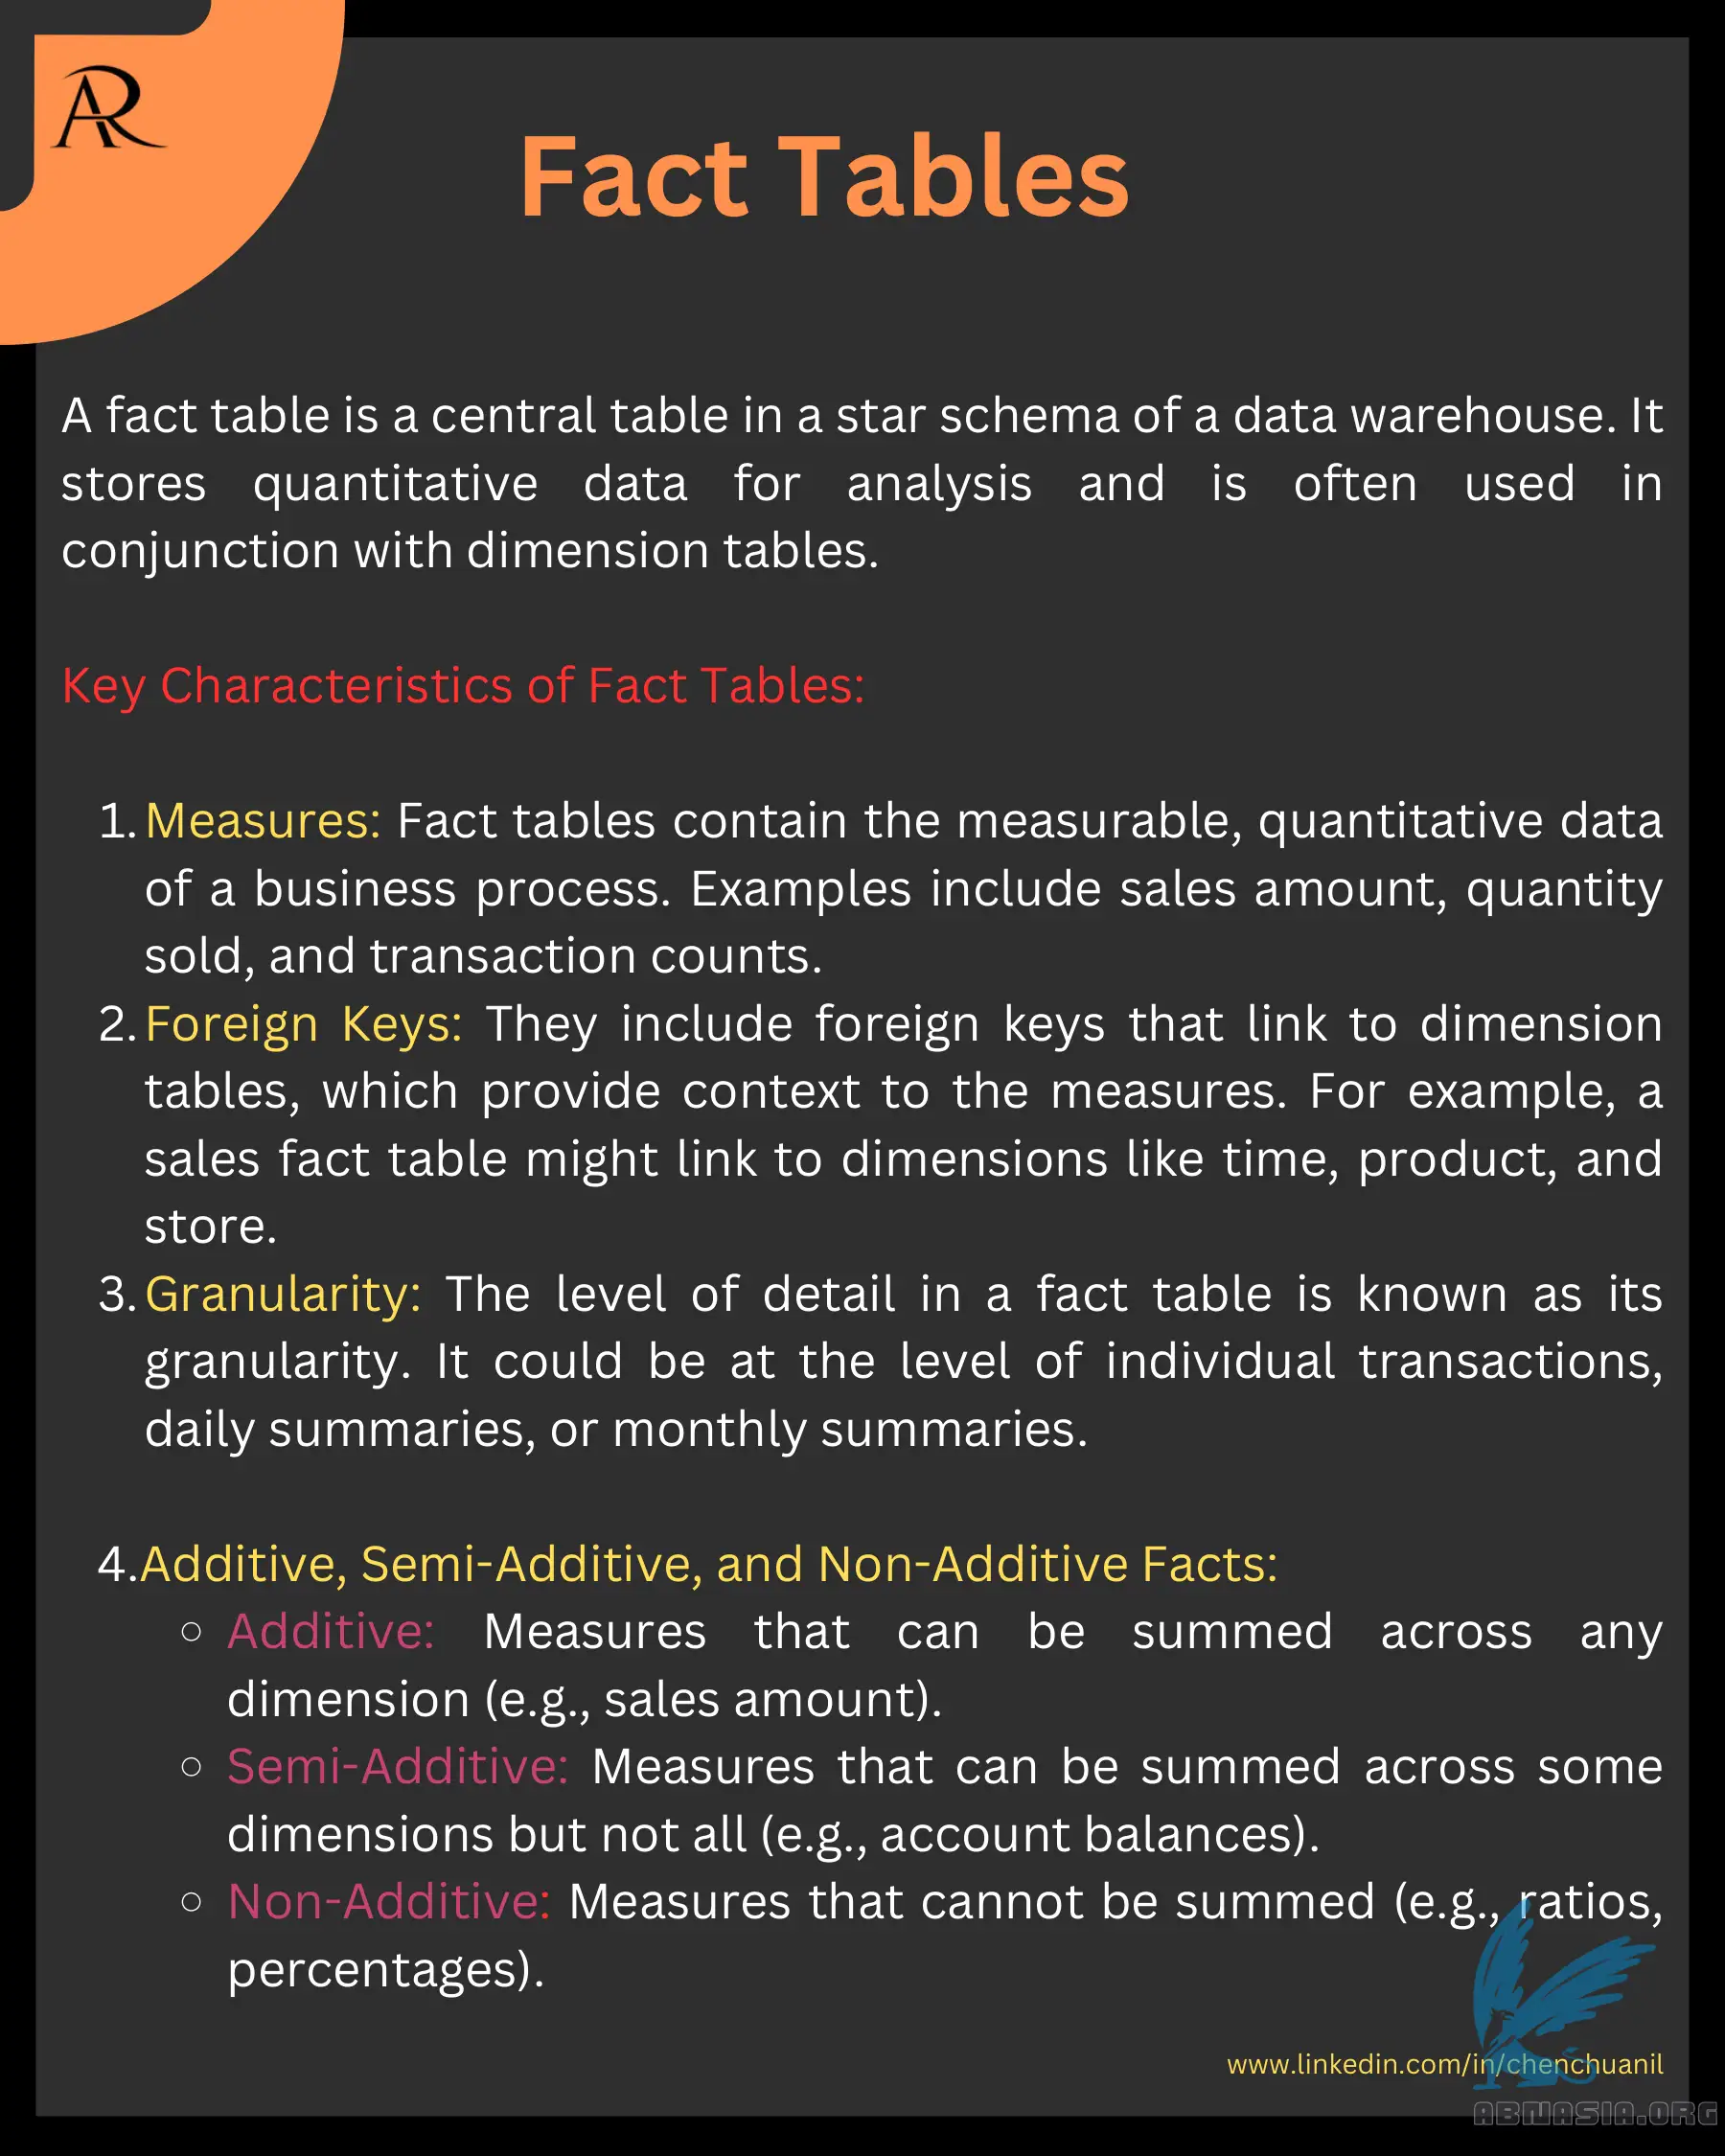 AR
Fact Tables
A fact table is a central table in a star schema of a data warehouse. It
stores quantitative data for analysis and is often used in
conjunction with dimension tables.
Key Characteristics of Fact Tables:
1. Measures: Fact tables contain the measurable, quantitative data
of a business process. Examples include sales amount, quantity
sold, and transaction counts.
2. Foreign Keys: They include foreign keys that link to dimension
tables, which provide context to the measures. For example, a
sales fact table might link to dimensions like time, product, and
store.
3. Granularity: The level of detail in a fact table is known as its
granularity. It could be at the level of individual transactions,
daily summaries, or monthly summaries.
4.Additive, Semi-Additive, and Non-Additive Facts:
○ Additive: Measures that can be summed across any
dimension (e.g., sales amount).
○ Semi-Additive: Measures that can be summed across some
dimensions but not all (e.g., account balances).
○ Non-Additive: Measures that cannot be summed (e.g., ratios,
percentages).
www.linkedin.com/in/chenchuanil
ABNASIA.ORG